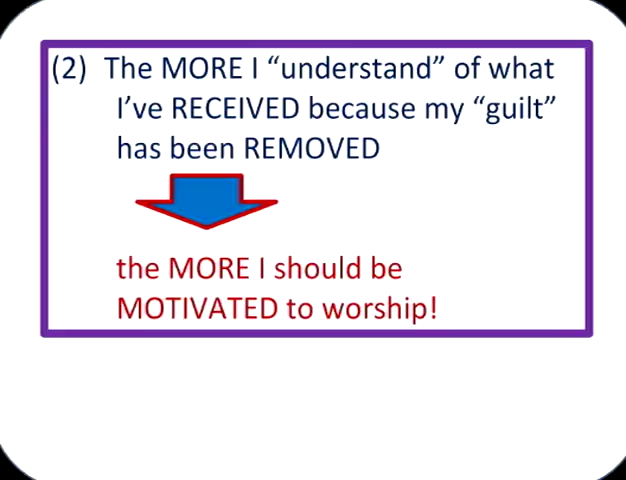 (2) The MORE I “understand” of what
I’ve RECEIVED because my “guilt”
has been REMOVED
the MORE I should be
MOTIVATED to worship!